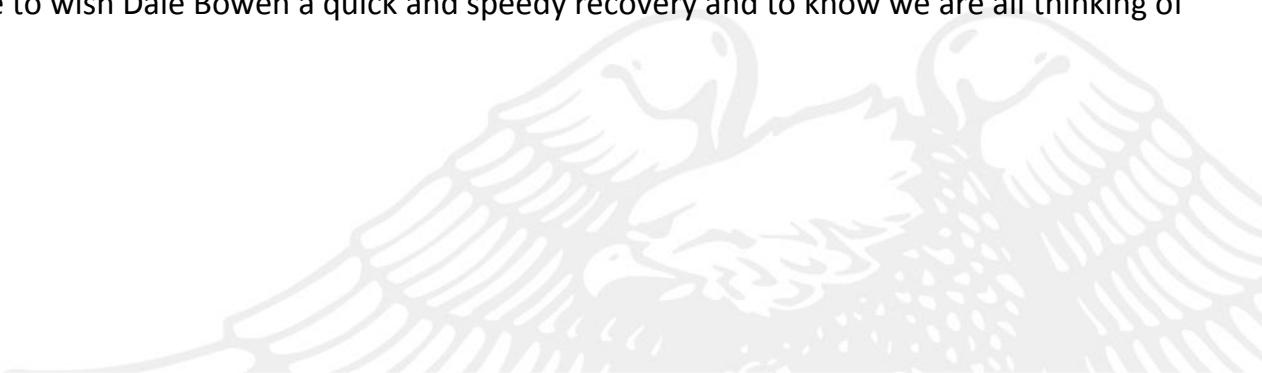 e to wish Dale Bowen a quick and speedy recovery and to know we are all thinking of